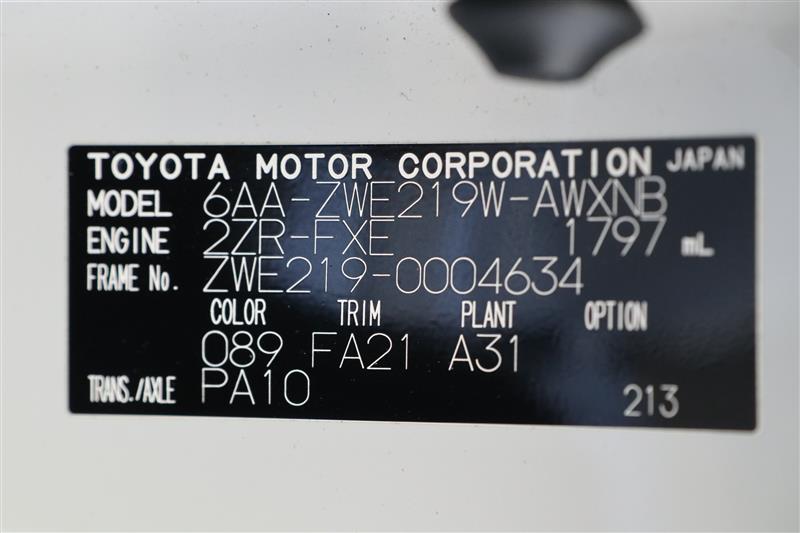 TOYOTA MOTOR CORPORATION JAPAN
MODEL 6AA-ZWE219W-AWXNB
ENGINE 2ZR-FXE 1797 mL
FRAME No. ZWE219-0004634
COLOR TRIM PLANT OPTION
089 FA21 A31
TRANS./AXLE PA10
213